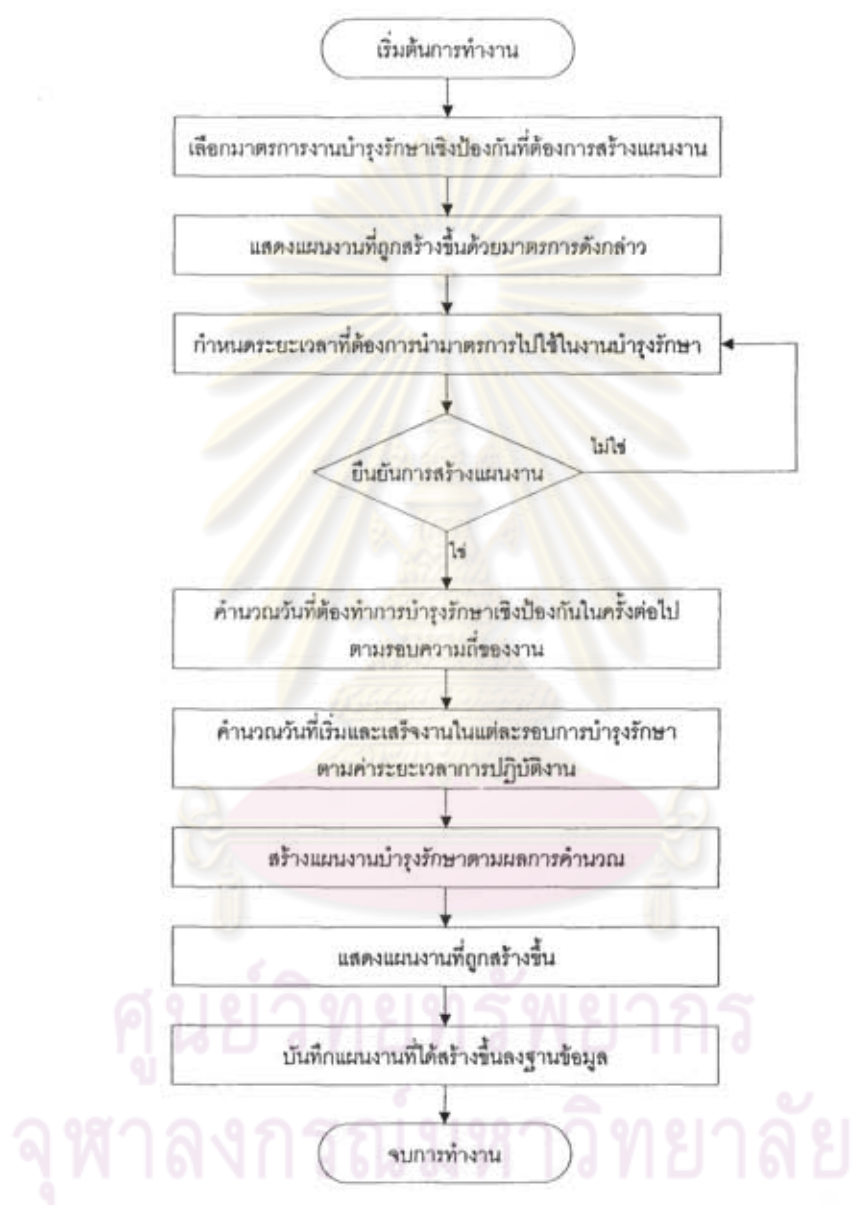 เริ่มต้นการทำงาน
เลือกมาตรการงานบำรุงรักษาเชิงป้องกันที่ต้องการสร้างแผนงาน
แสดงแผนงานที่ถูกสร้างขึ้นด้วยมาตรการดังกล่าว
กำหนดระยะเวลาที่ต้องการนำมาตรการไปใช้ในงานบำรุงรักษา
ไม่ใช่
ยืนยันการสร้างแผนงาน
ใช่
คำนวณวันที่ต้องทำการบำรุงรักษาเชิงป้องกันในครั้งต่อไป
ตามรอบความถี่ของงาน
คำนวณวันที่เริ่มและเสร็จงานในแต่ละรอบการบำรุงรักษา
ตามค่าระยะเวลาการปฏิบัติงาน
สร้างแผนงานบำรุงรักษาตามผลการคำนวณ
แสดงแผนงานที่ถูกสร้างขึ้น
ศูนย์วิทยทรัพยากร
บันทึกแผนงานที่ได้สร้างขึ้นลงฐานข้อมูล
จุฬาลงกรณ์มหาวิทยาลัย
จบการทำงาน